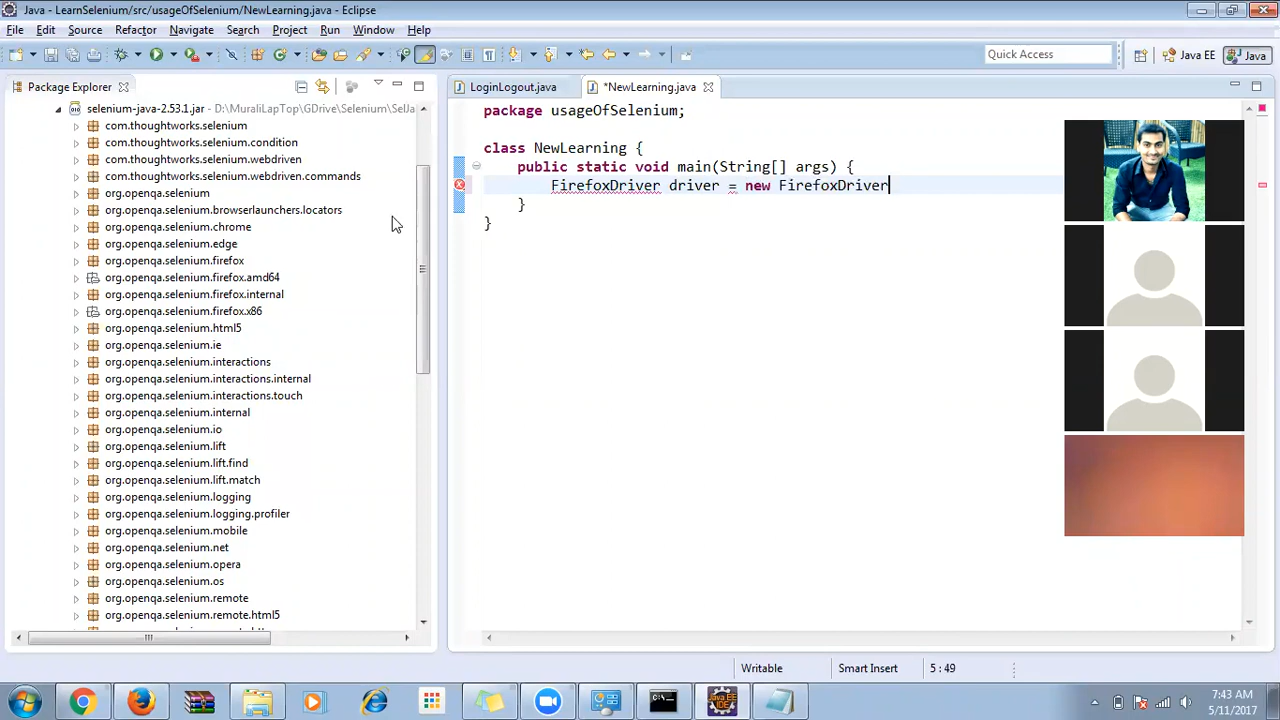 Java - LearnSelenium/src/usageOfSelenium/NewLearning.java - Eclipse
File Edit Source Refactor Navigate Search Project Run Window Help
Quick Access
Java EE
Java
Package Explorer
LoginLogout.java
*NewLearning.java
selenium-java-2.53.1.jar - D:\MuraliLapTop\GDrive\Selenium\SelJa
com.thoughtworks.selenium
com.thoughtworks.selenium.condition
com.thoughtworks.selenium.webdriven
com.thoughtworks.selenium.webdriven.commands
org.openqa.selenium
org.openqa.selenium.browserlaunchers.locators
org.openqa.selenium.chrome
org.openqa.selenium.edge
org.openqa.selenium.firefox
org.openqa.selenium.firefox.amd64
org.openqa.selenium.firefox.internal
org.openqa.selenium.firefox.x86
org.openqa.selenium.html5
org.openqa.selenium.ie
org.openqa.selenium.interactions
org.openqa.selenium.interactions.internal
org.openqa.selenium.interactions.touch
org.openqa.selenium.internal
org.openqa.selenium.io
org.openqa.selenium.lift
org.openqa.selenium.lift.find
org.openqa.selenium.lift.match
org.openqa.selenium.logging
org.openqa.selenium.logging.profiler
org.openqa.selenium.mobile
org.openqa.selenium.net
org.openqa.selenium.opera
org.openqa.selenium.os
org.openqa.selenium.remote
org.openqa.selenium.remote.html5
package usageOfSelenium;
class NewLearning {
public static void main(String[] args) {
FirefoxDriver driver = new FirefoxDriver
}
}
Writable
Smart Insert
5 : 49
Java EE
IDE
7:43 AM
5/11/2017